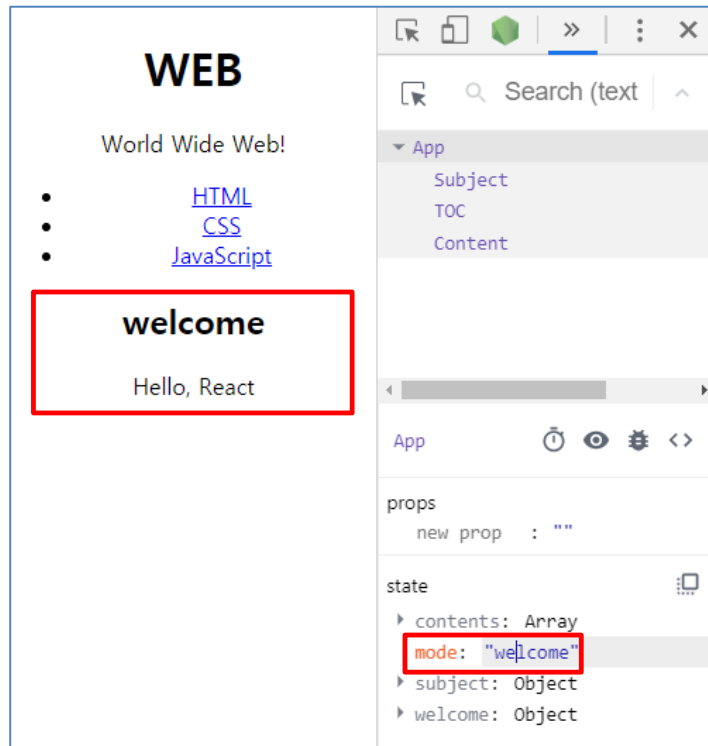 WEB
World Wide Web!
HTML
CSS
JavaScript
welcome
Hello, React
Search (text
App
Subject
TOC
Content
App
props
new prop : ""
state
contents: Array
mode: "welcome"
subject: Object
welcome: Object